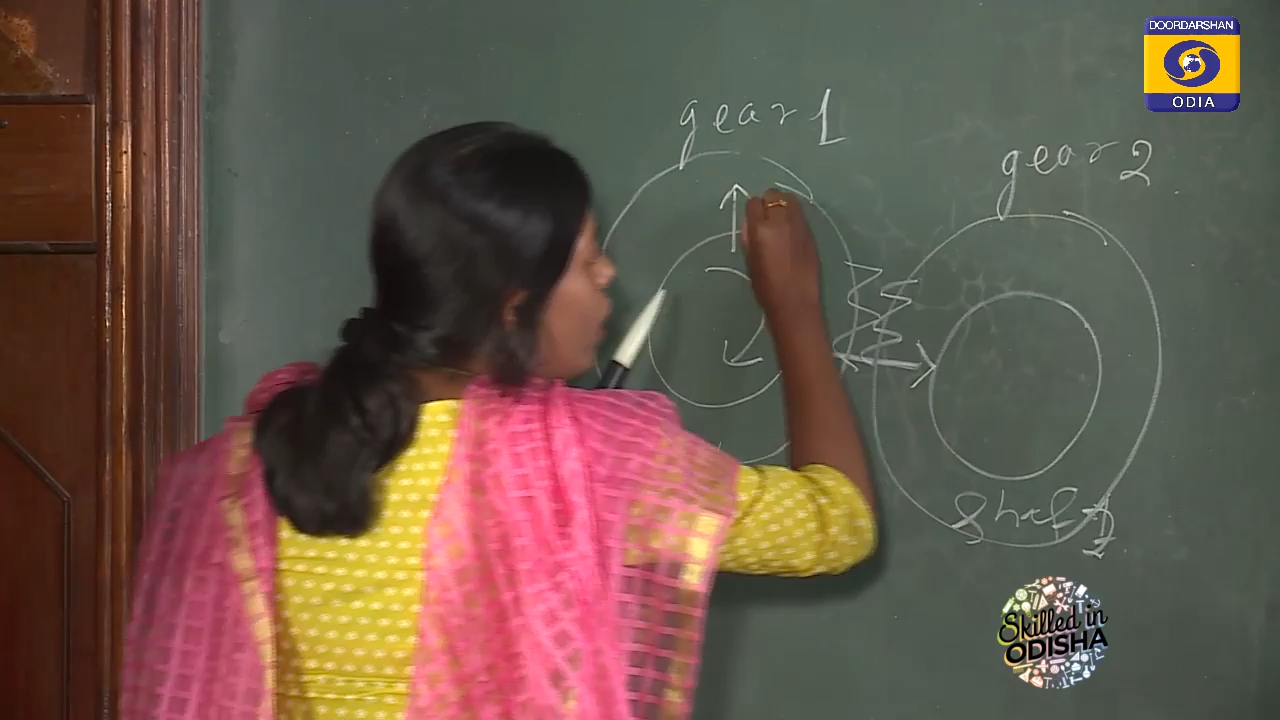 DOORDARSHAN
ODIA
gear 1
gear 2
shaft
Skilled in
ODISHA